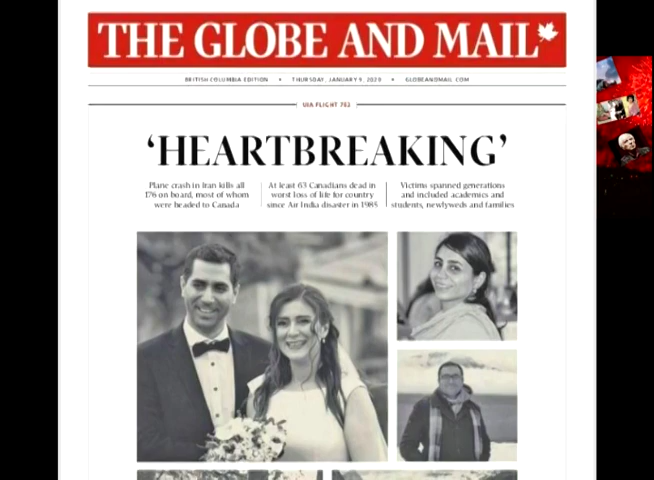 THE GLOBE AND MAIL
BRITISH COLUMBIA EDITION • THURSDAY, JANUARY 9, 2020 • GLOBEANDMAIL.COM
UIA FLIGHT 752
‘HEARTBREAKING’
Plane crash in Iran kills all
176 on board, most of whom
were headed to Canada
At least 63 Canadians dead in
worst loss of life for country
since Air India disaster in 1985
Victims spanned generations
and included academics and
students, newlyweds and families